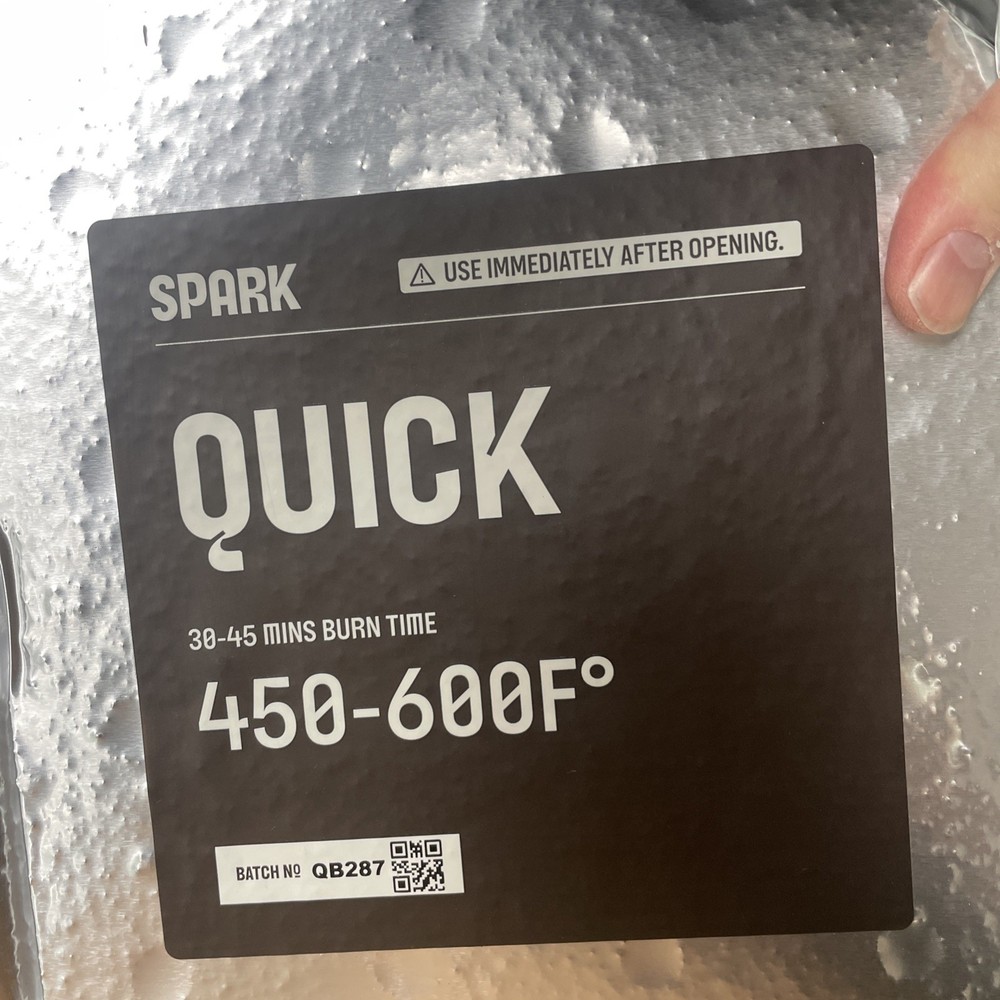 SPARK
⚠ USE IMMEDIATELY AFTER OPENING.
QUICK
30-45 MINS BURN TIME
450-600F°
BATCH Nº QB287